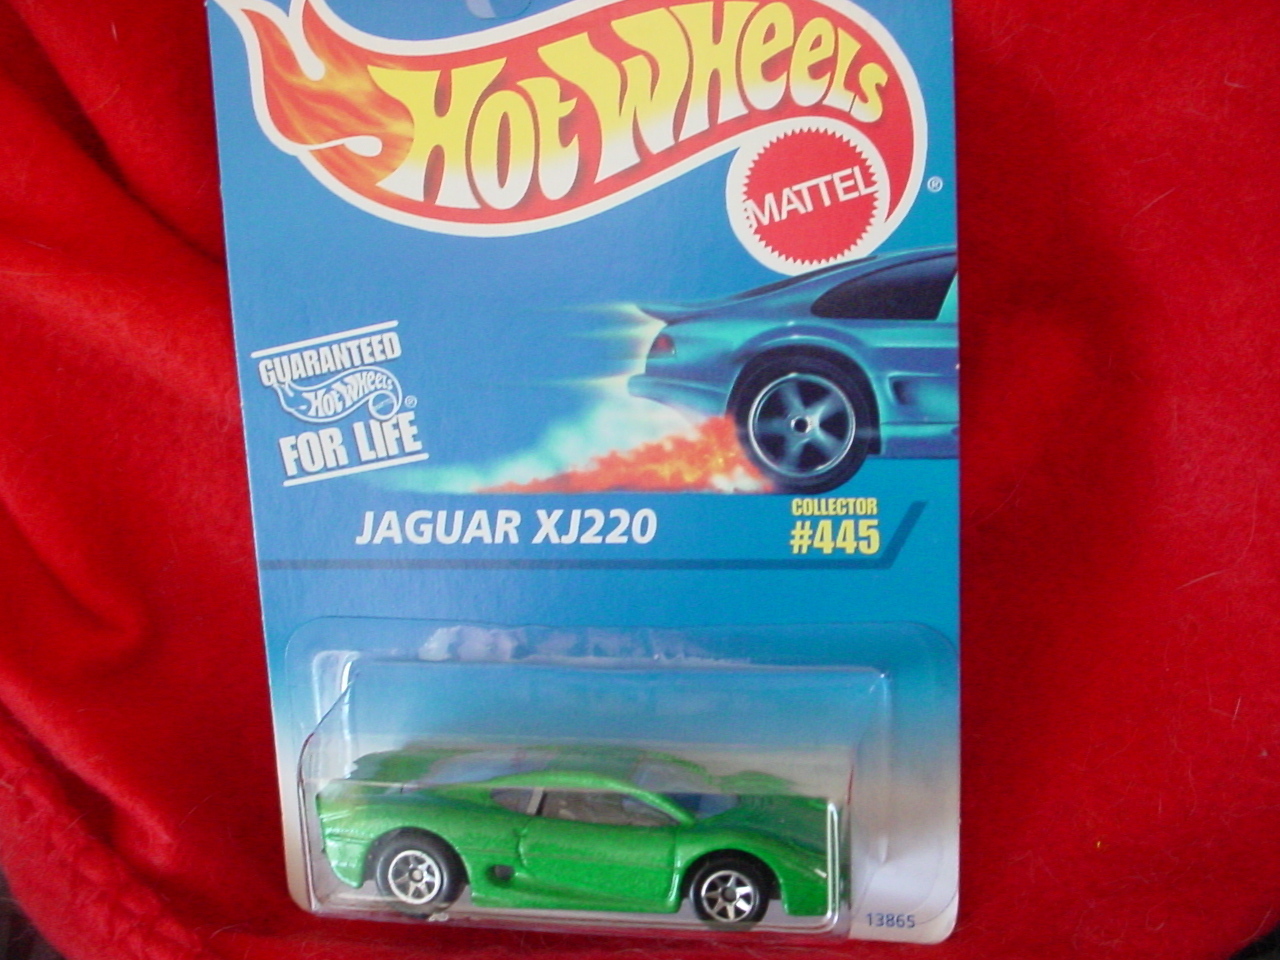 HOT WHEELS
MATTEL
®
GUARANTEED
HOT WHEELS ®
FOR LIFE
JAGUAR XJ220
COLLECTOR
#445
13865